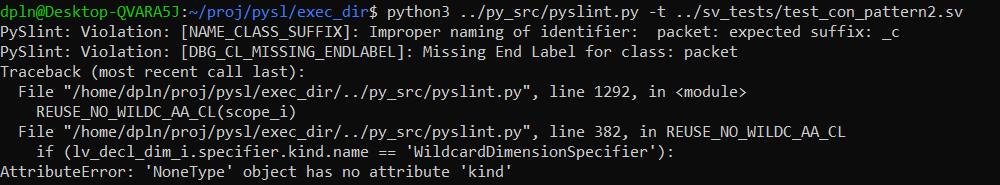 dpln@Desktop-QVARA5J:~/proj/pysl/exec_dir$ python3 ../py_src/pyslint.py -t ../sv_tests/test_con_pattern2.sv
PySlint: Violation: [NAME_CLASS_SUFFIX]: Improper naming of identifier:  packet: expected suffix: _c
PySlint: Violation: [DBG_CL_MISSING_ENDLABEL]: Missing End Label for class: packet
Traceback (most recent call last):
  File "/home/dpln/proj/pysl/exec_dir/../py_src/pyslint.py", line 1292, in <module>
    REUSE_NO_WILDC_AA_CL(scope_i)
  File "/home/dpln/proj/pysl/exec_dir/../py_src/pyslint.py", line 382, in REUSE_NO_WILDC_AA_CL
    if (lv_decl_dim_i.specifier.kind.name == 'WildcardDimensionSpecifier'):
AttributeError: 'NoneType' object has no attribute 'kind'